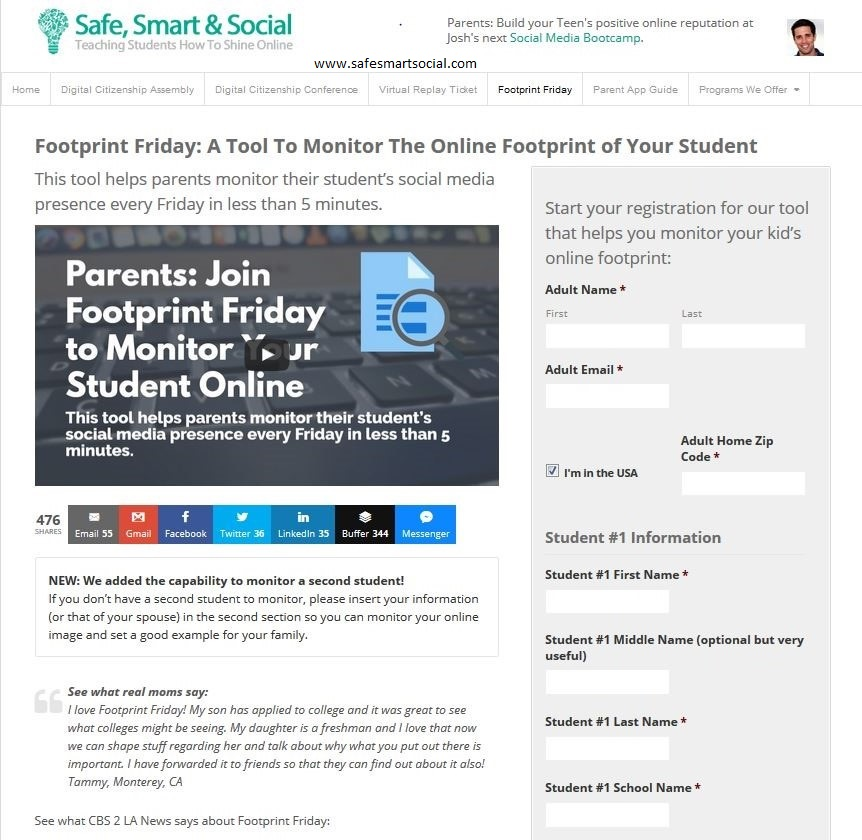 Safe, Smart & Social
Teaching Students How To Shine Online
Parents: Build your Teen's positive online reputation at
Josh's next Social Media Bootcamp.
www.safesmartsocial.com
Home
Digital Citizenship Assembly
Digital Citizenship Conference
Virtual Replay Ticket
Footprint Friday
Parent App Guide
Programs We Offer
Footprint Friday: A Tool To Monitor The Online Footprint of Your Student
This tool helps parents monitor their student's social media
presence every Friday in less than 5 minutes.
Parents: Join
Footprint Friday
to Monitor Your
Student Online
This tool helps parents monitor their student's
social media presence every Friday in less than 5
minutes.
476
SHARES
Email 55
Gmail
Facebook
Twitter 36
LinkedIn 35
Buffer 344
Messenger
NEW: We added the capability to monitor a second student!
If you don't have a second student to monitor, please insert your information
(or that of your spouse) in the second section so you can monitor your online
image and set a good example for your family.
See what real moms say:
I love Footprint Friday! My son has applied to college and it was great to see
what colleges might be seeing. My daughter is a freshman and I love that now
we can shape stuff regarding her and talk about why what you put out there is
important. I have forwarded it to friends so that they can find out about it also!
Tammy, Monterey, CA
See what CBS 2 LA News says about Footprint Friday:
Start your registration for our tool
that helps you monitor your kid's
online footprint:
Adult Name *
First
Last
Adult Email *
I'm in the USA
Adult Home Zip
Code *
Student #1 Information
Student #1 First Name *
Student #1 Middle Name (optional but very
useful)
Student #1 Last Name *
Student #1 School Name *